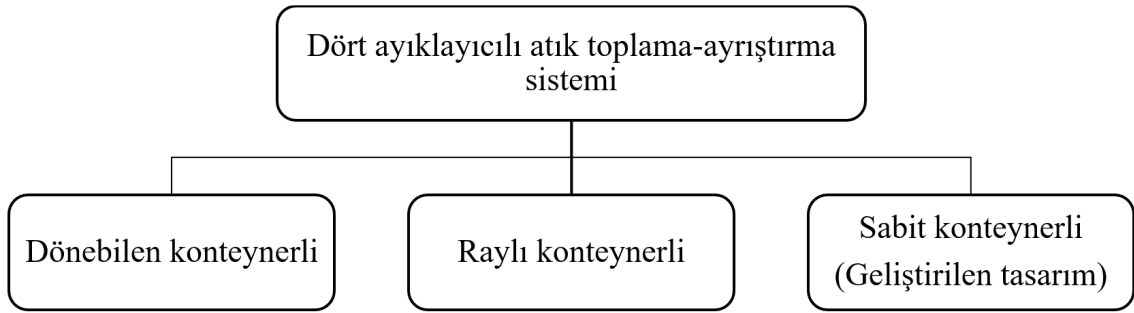 Dört ayıklayıcılı atık toplama-ayrıştırma
sistemi
Dönebilen konteynerli
Raylı konteynerli
Sabit konteynerli
(Geliştirilen tasarım)